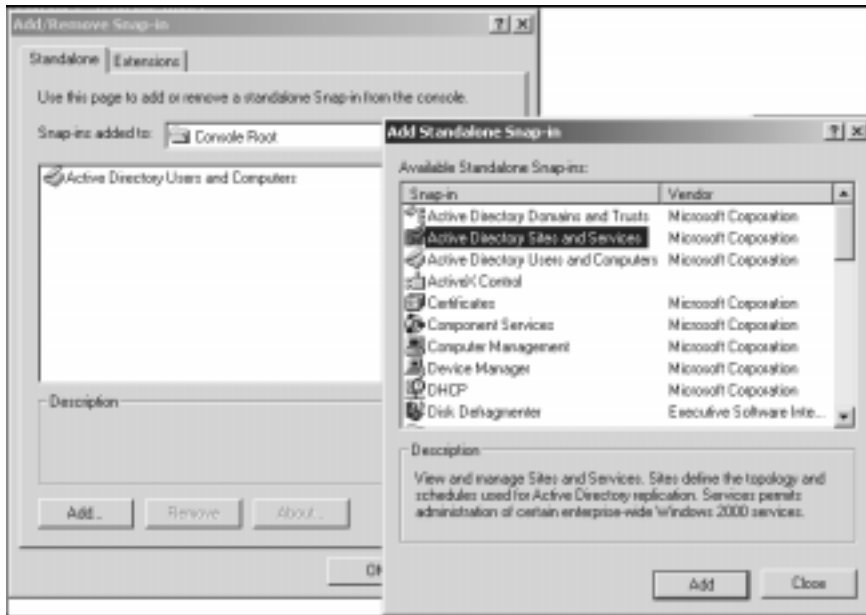 Add/Remove Snap-in
Standalone
Extensions
Use this page to add or remove a standalone Snap-in from the console.
Snap-ins added to:
Console Root
Active Directory Users and Computers
Description
Add...
Remove
About...
Add Standalone Snap-in
Available Standalone Snap-ins:
Snap-in Vendor
Active Directory Domains and Trusts Microsoft Corporation
Active Directory Sites and Services Microsoft Corporation
Active Directory Users and Computers Microsoft Corporation
ActiveX Control
Certificates Microsoft Corporation
Component Services Microsoft Corporation
Computer Management Microsoft Corporation
Device Manager Microsoft Corporation
DHCP Microsoft Corporation
Disk Defragmenter Executive Software Inte...
Description
View and manage Sites and Services. Sites define the topology and
schedules used for Active Directory replication. Services permits
administration of certain enterprise-wide Windows 2000 services.
Add
Close